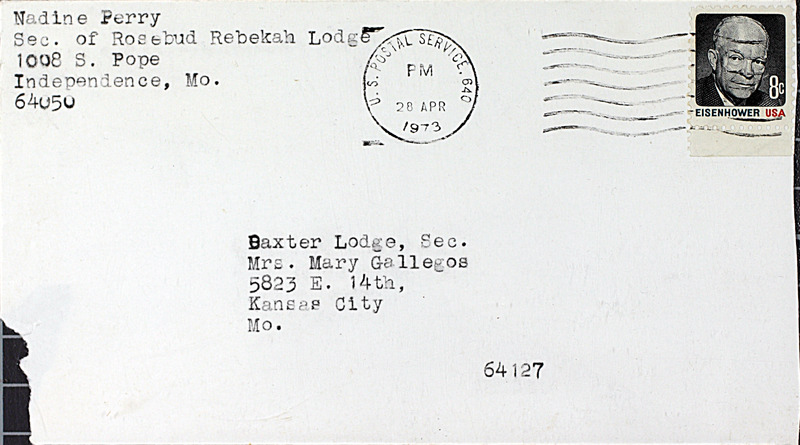 Nadine Perry
Sec. of Rosebud Rebekah Lodge
1008 S. Pope
Independence, Mo.
64050
U.S. POSTAL SERVICE, 640
PM
28 APR
1973
8c
EISENHOWER USA
Baxter Lodge, Sec.
Mrs. Mary Gallegos
5823 E. 14th,
Kansas City
Mo.
64127